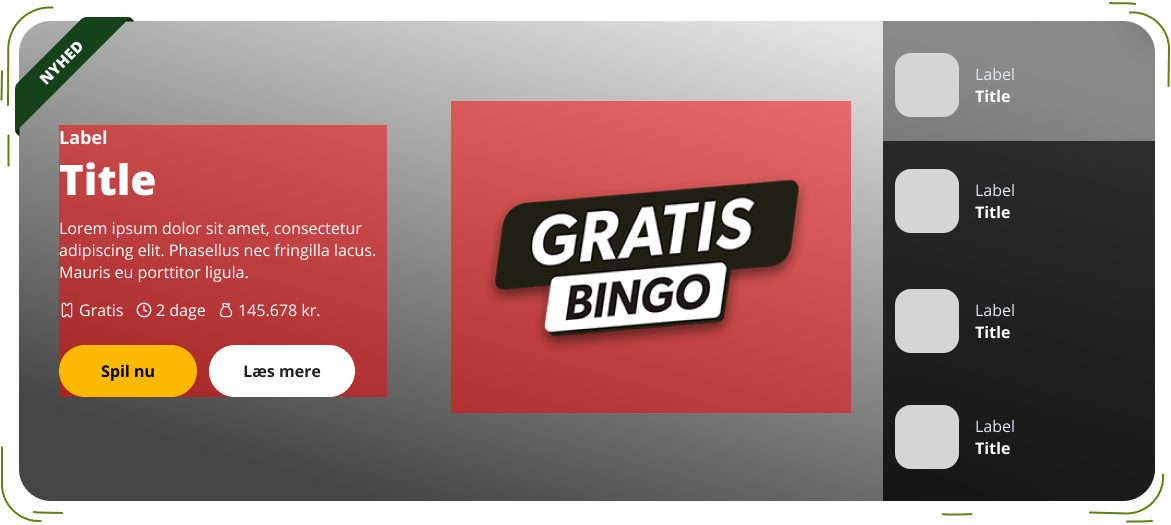 NYHED
Label
Title
Lorem ipsum dolor sit amet, consectetur
adipiscing elit. Phasellus nec fringilla lacus.
Mauris eu porttitor ligula.
Gratis 2 dage 145.678 kr.
Spil nu Læs mere
GRATIS
BINGO
Label
Title
Label
Title
Label
Title
Label
Title